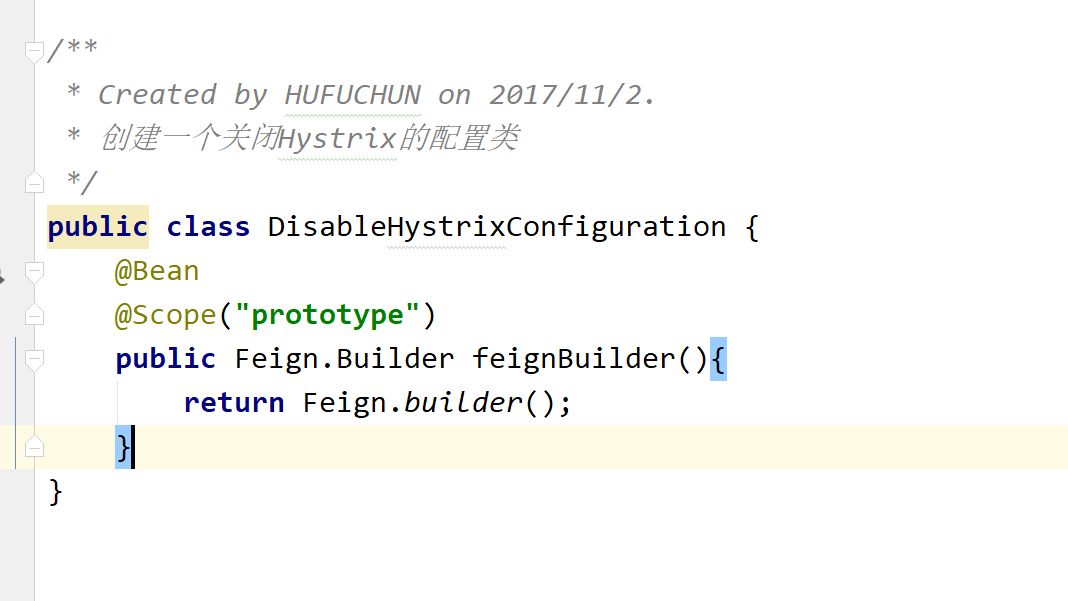 /**
 * Created by HUFUCHUN on 2017/11/2.
 * 创建一个关闭Hystrix的配置类
 */
public class DisableHystrixConfiguration {
    @Bean
    @Scope("prototype")
    public Feign.Builder feignBuilder(){
        return Feign.builder();
    }
}